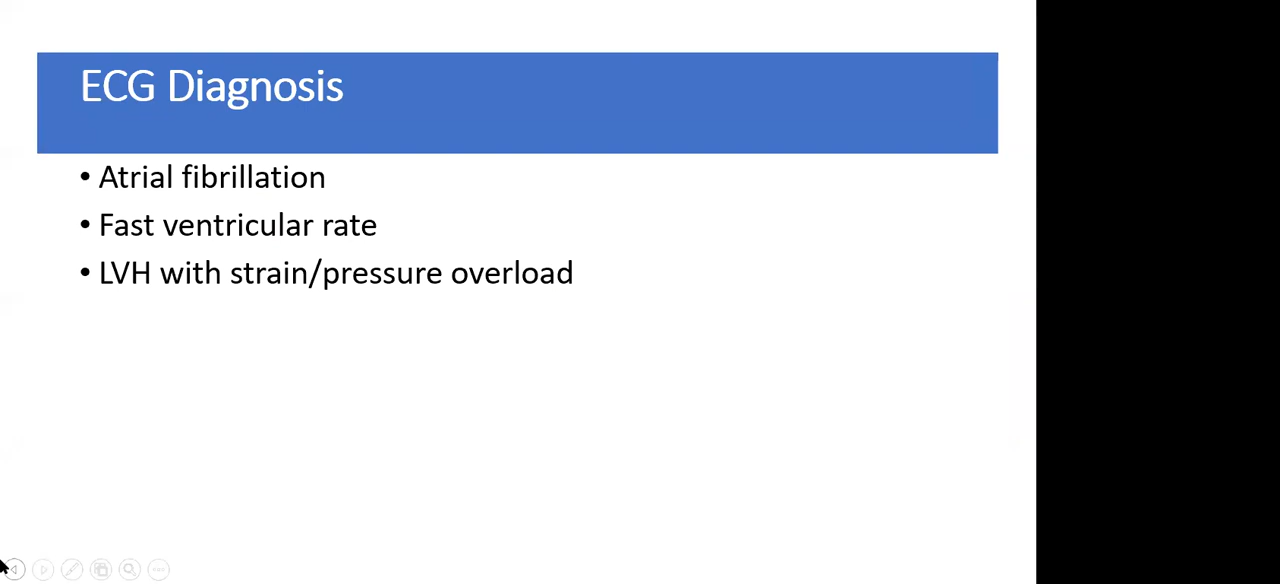 ECG Diagnosis
• Atrial fibrillation
• Fast ventricular rate
• LVH with strain/pressure overload